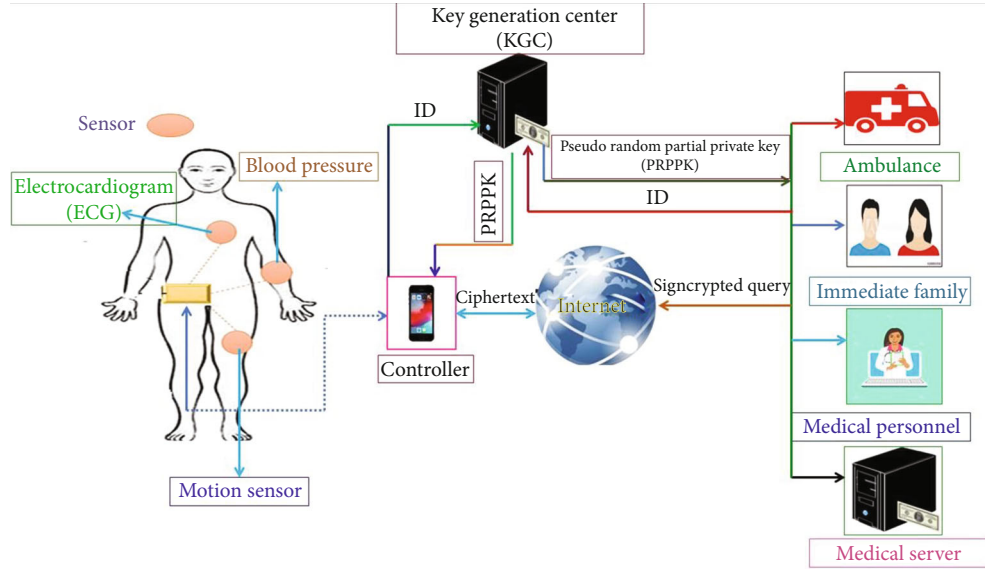 Key generation center
(KGC)
Sensor
ID
Blood pressure
Electrocardiogram
(ECG)
PRPPK
Pseudo random partial private key
(PRPPK)
ID
Ambulance
Ciphertext
Internet
Signcrypted query
Immediate family
Controller
Medical personnel
Motion sensor
Medical server